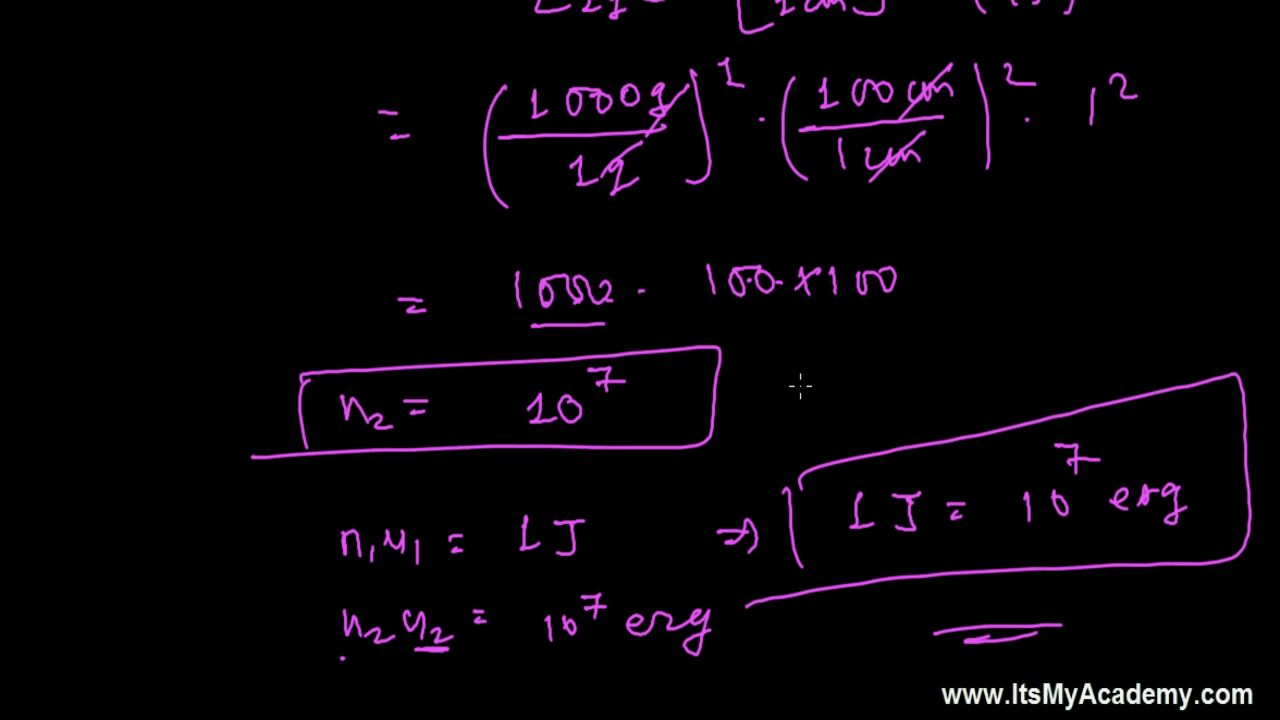 = (1000g / 1g)^1 . (100cm / 1cm)^2 . 1^2
= 1000 . 100 × 100
n₂ = 10^7
n₁u₁ = 1 J ⇒ 1 J = 10^7 erg
n₂u₂ = 10^7 erg
www.ItsMyAcademy.com